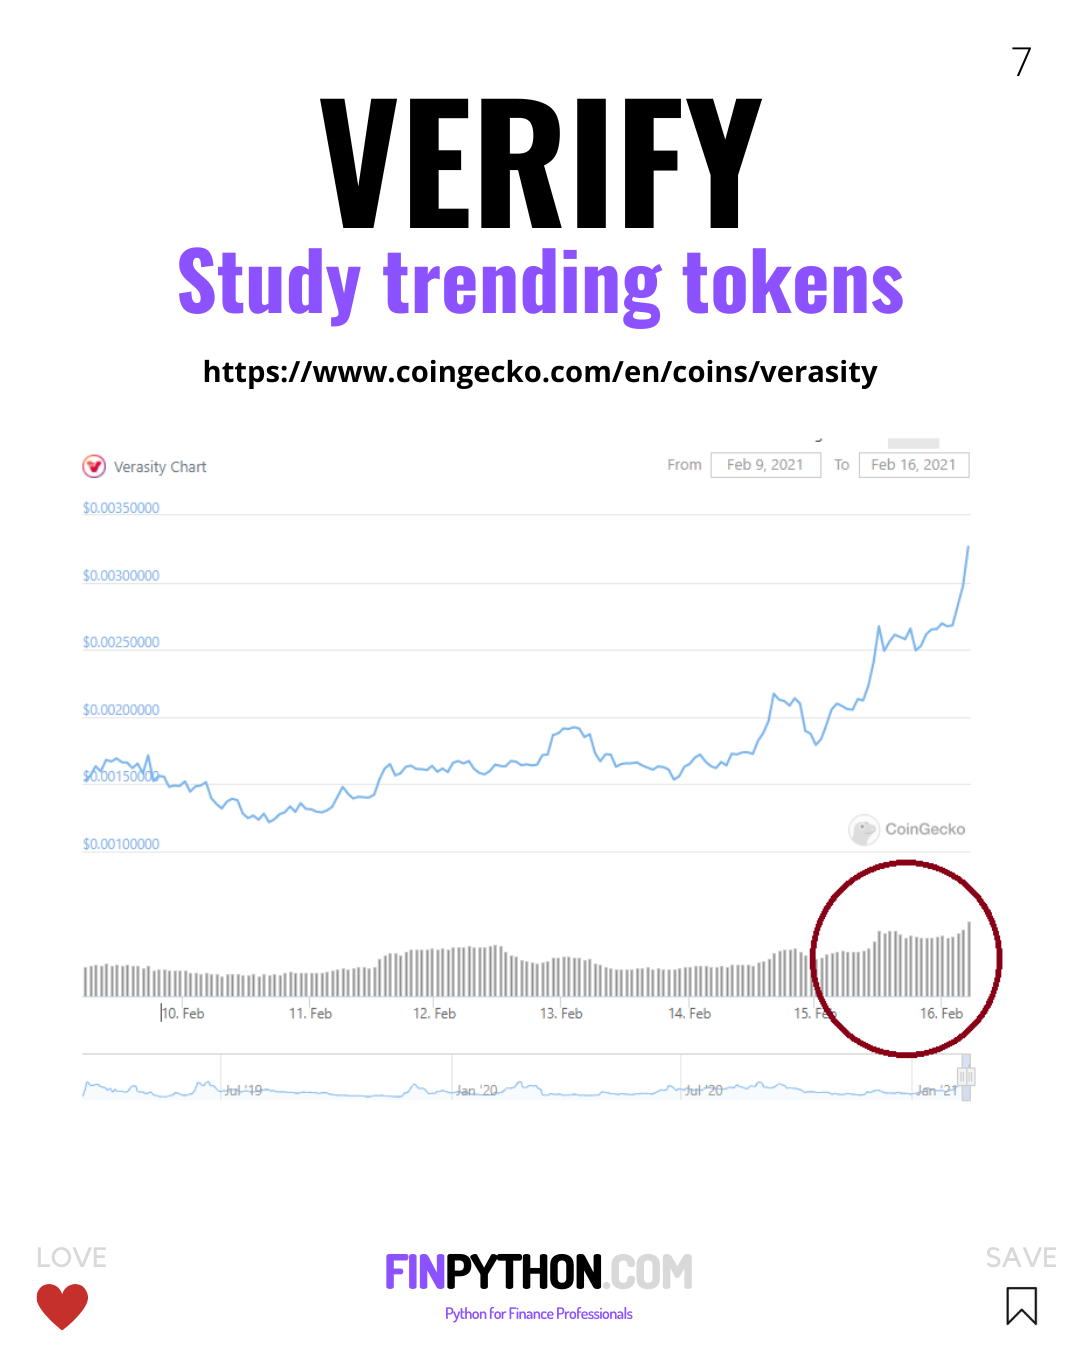 7
VERIFY
Study trending tokens
https://www.coingecko.com/en/coins/verasity
Verasity Chart
From Feb 9, 2021 To Feb 16, 2021
$0.00350000
$0.00300000
$0.00250000
$0.00200000
$0.00150000
CoinGecko
$0.00100000
10. Feb 11. Feb 12. Feb 13. Feb 14. Feb 15. Feb 16. Feb
Jul '19 Jan '20 Jul '20 Jan '21
LOVE
SAVE
FINPYTHON.COM
Python for Finance Professionals